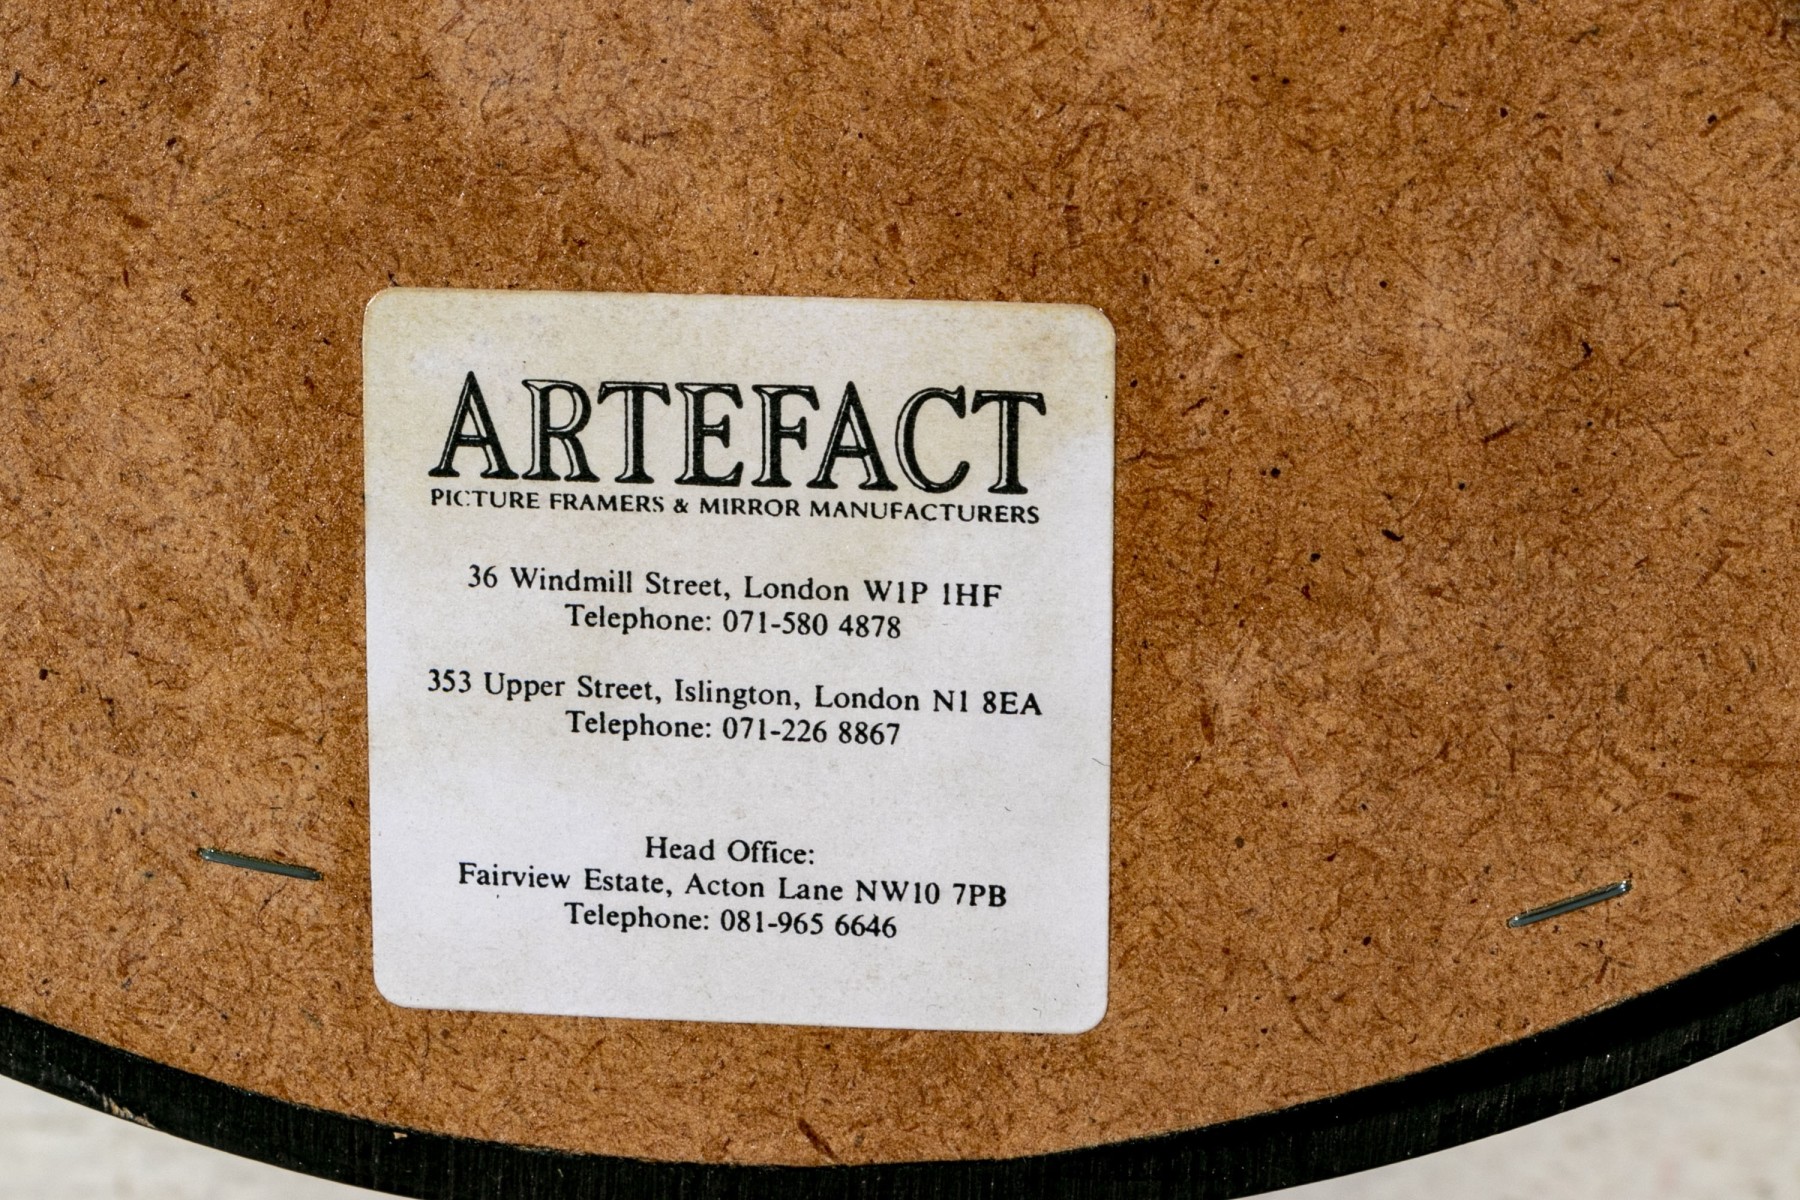 ARTEFACT
PICTURE FRAMERS & MIRROR MANUFACTURERS
36 Windmill Street, London W1P 1HF
Telephone: 071-580 4878
353 Upper Street, Islington, London N1 8EA
Telephone: 071-226 8867
Head Office:
Fairview Estate, Acton Lane NW10 7PB
Telephone: 081-965 6646